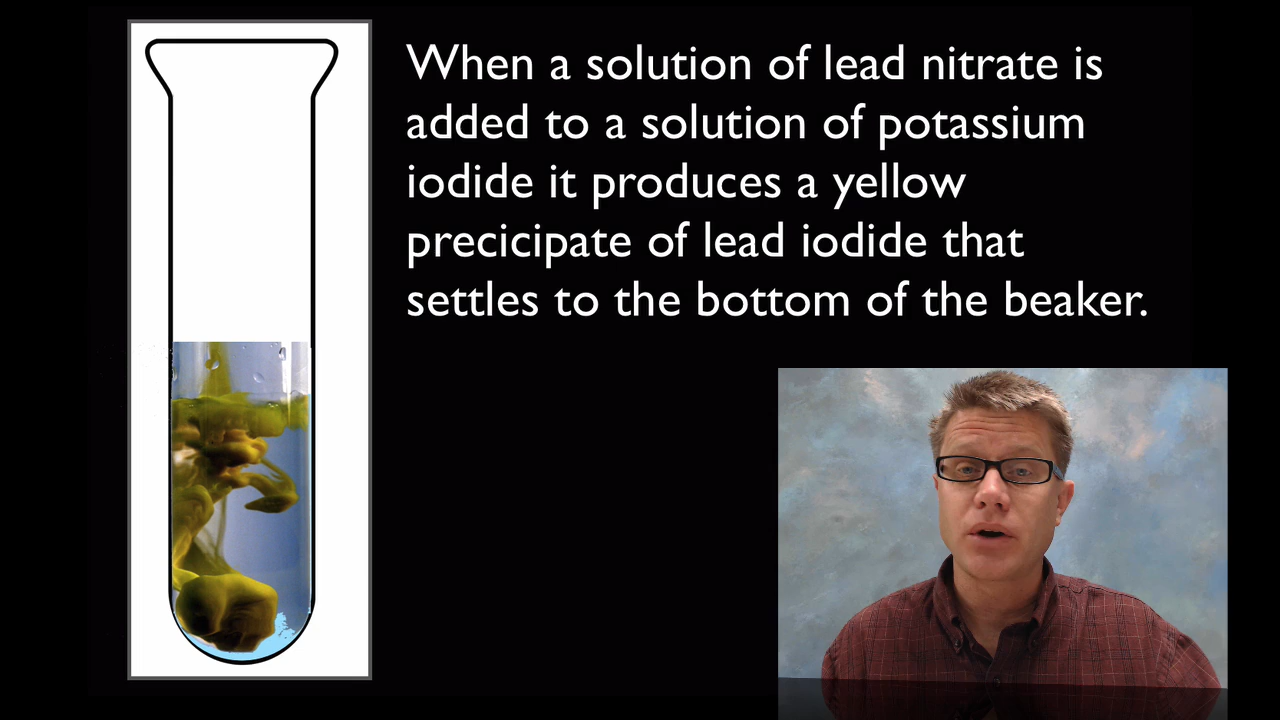 When a solution of lead nitrate is
added to a solution of potassium
iodide it produces a yellow
precicipate of lead iodide that
settles to the bottom of the beaker.